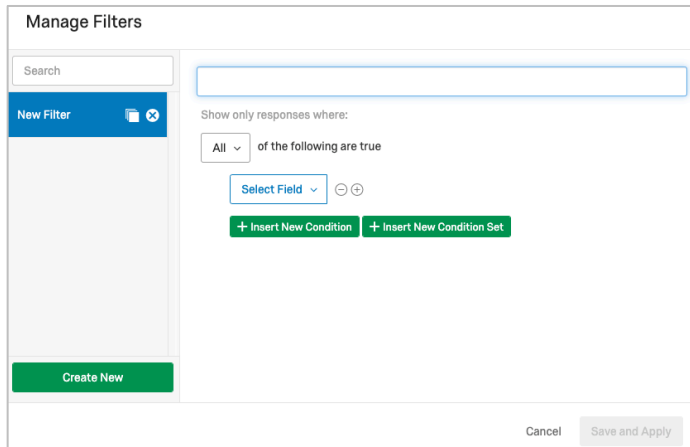 Manage Filters
Search
New Filter
Show only responses where:
All of the following are true
Select Field
+ Insert New Condition + Insert New Condition Set
Create New
Cancel Save and Apply